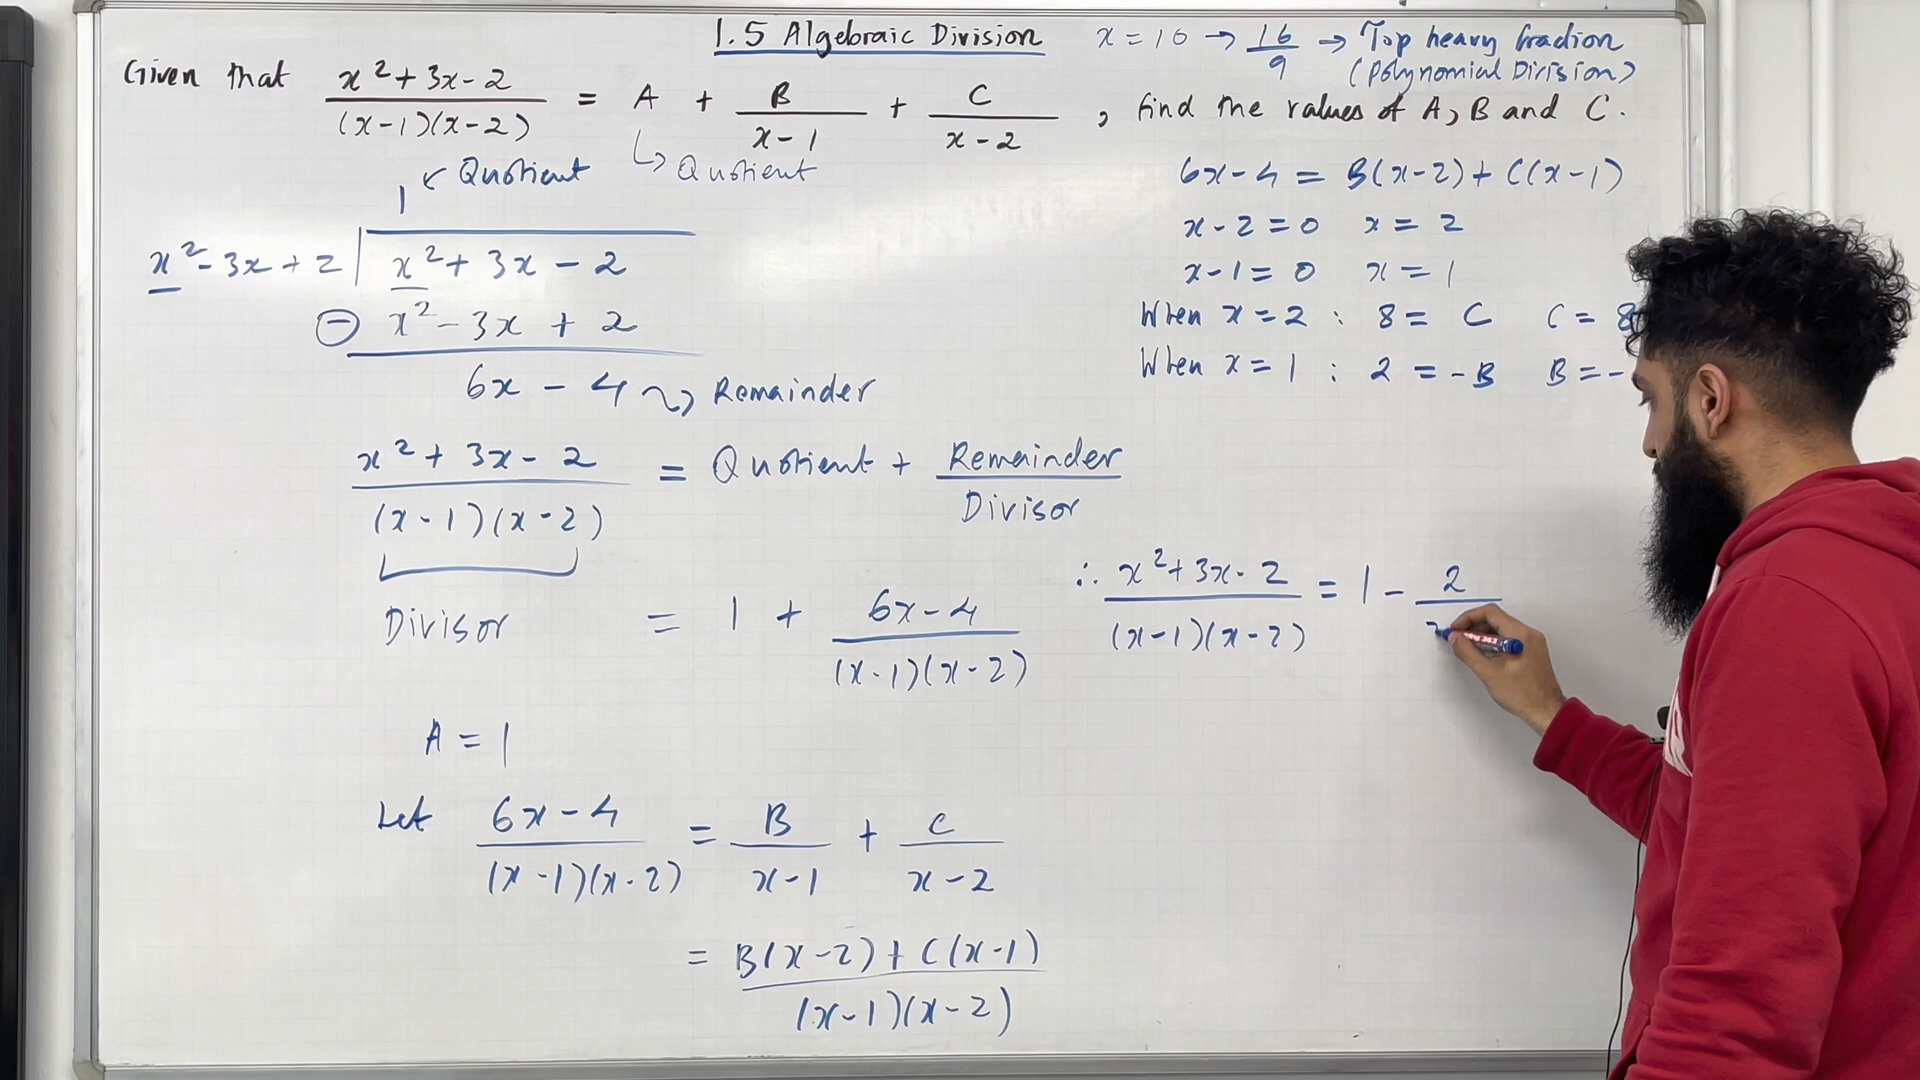 1.5 Algebraic Division
x = 10 → 16/9 → Top heavy fraction
(Polynomial Division)
Given that (x² + 3x - 2)/((x-1)(x-2)) = A + B/(x-1) + C/(x-2) , find the values of A, B and C.
↳ Quotient
1 ← Quotient
x² - 3x + 2 | x² + 3x - 2
⊖ x² - 3x + 2
6x - 4 ⤳ Remainder
(x² + 3x - 2)/((x-1)(x-2)) = Quotient + Remainder/Divisor
Divisor
= 1 + (6x-4)/((x-1)(x-2))
A = 1
Let (6x-4)/((x-1)(x-2)) = B/(x-1) + C/(x-2)
= (B(x-2) + C(x-1))/((x-1)(x-2))
6x-4 = B(x-2) + C(x-1)
x-2 = 0 x = 2
x-1 = 0 x = 1
When x = 2 : 8 = C C = 8
When x = 1 : 2 = -B B = -
∴ (x² + 3x - 2)/((x-1)(x-2)) = 1 - 2/